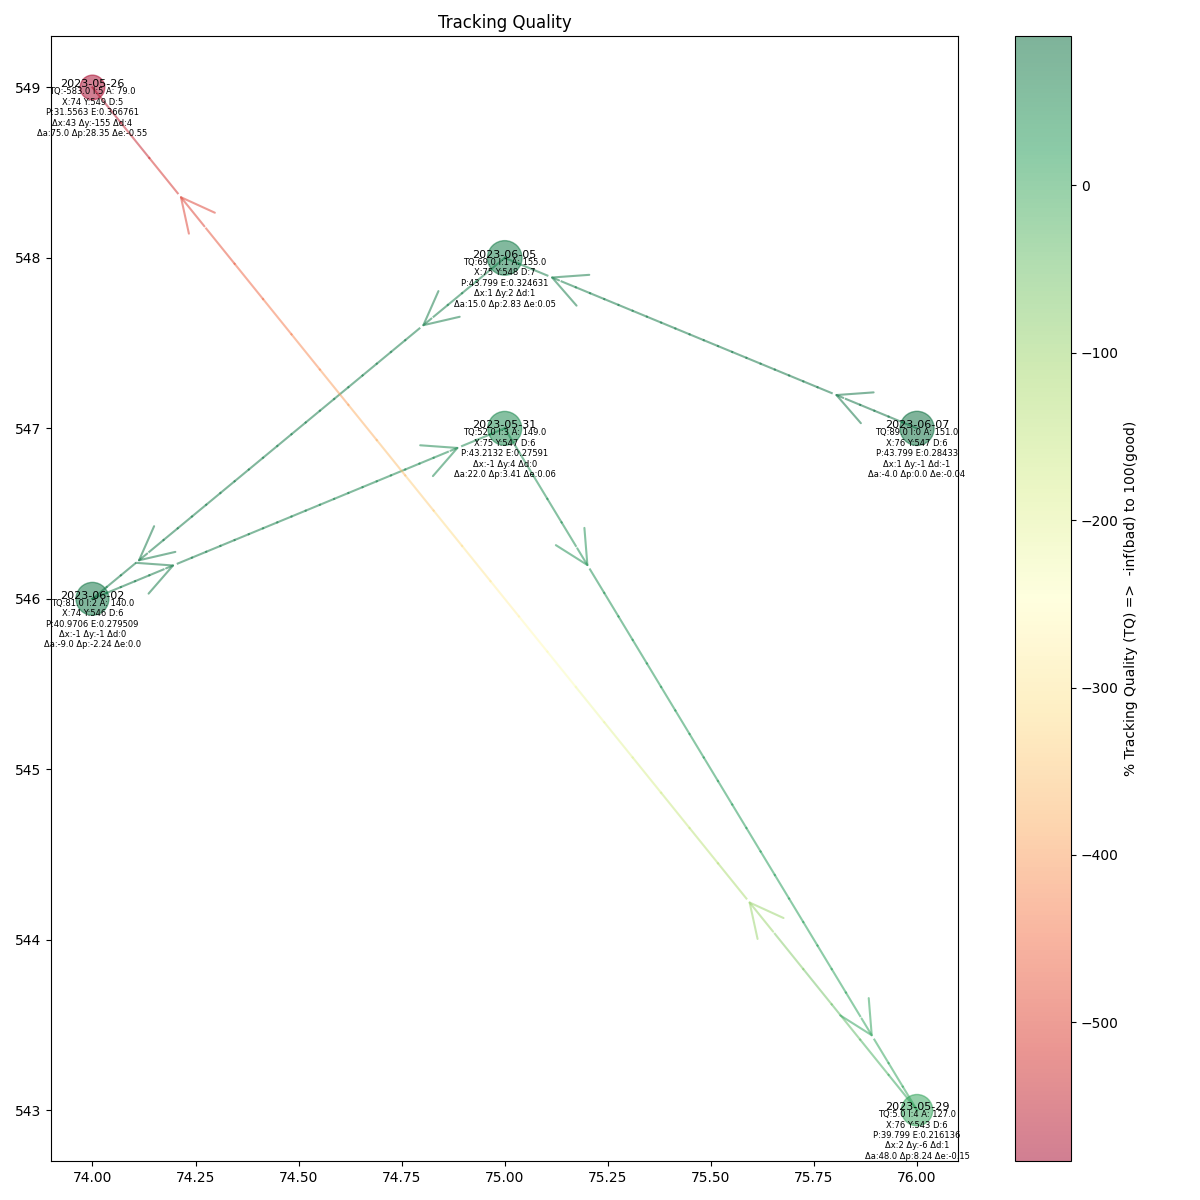 Tracking Quality
549
548
547
546
545
544
543
2023-05-26
TQ:-583.0 I:5 A: 79.0
X:74 Y:549 D:5
P:31.5563 E:0.366761
Δx:43 Δy:-155 Δd:4
Δa:75.0 Δp:28.35 Δe:-0.55
2023-06-05
TQ:69.0 I:1 A: 155.0
X:75 Y:548 D:7
P:43.799 E:0.324631
Δx:1 Δy:2 Δd:1
Δa:15.0 Δp:2.83 Δe:0.05
2023-05-31
TQ:52.0 I:3 A: 149.0
X:75 Y:547 D:6
P:43.2132 E:0.27591
Δx:-1 Δy:4 Δd:0
Δa:22.0 Δp:3.41 Δe:0.06
2023-06-07
TQ:89.0 I:0 A: 151.0
X:76 Y:547 D:6
P:43.799 E:0.28433
Δx:1 Δy:-1 Δd:-1
Δa:-4.0 Δp:0.0 Δe:-0.04
2023-06-02
TQ:81.0 I:2 A: 140.0
X:74 Y:546 D:6
P:40.9706 E:0.279509
Δx:-1 Δy:-1 Δd:0
Δa:-9.0 Δp:-2.24 Δe:0.0
2023-05-29
TQ:5.0 I:4 A: 127.0
X:76 Y:543 D:6
P:39.799 E:0.216136
Δx:2 Δy:-6 Δd:1
Δa:48.0 Δp:8.24 Δe:-0.15
74.00 74.25 74.50 74.75 75.00 75.25 75.50 75.75 76.00
0
−100
−200
−300
−400
−500
% Tracking Quality (TQ) => -inf(bad) to 100(good)